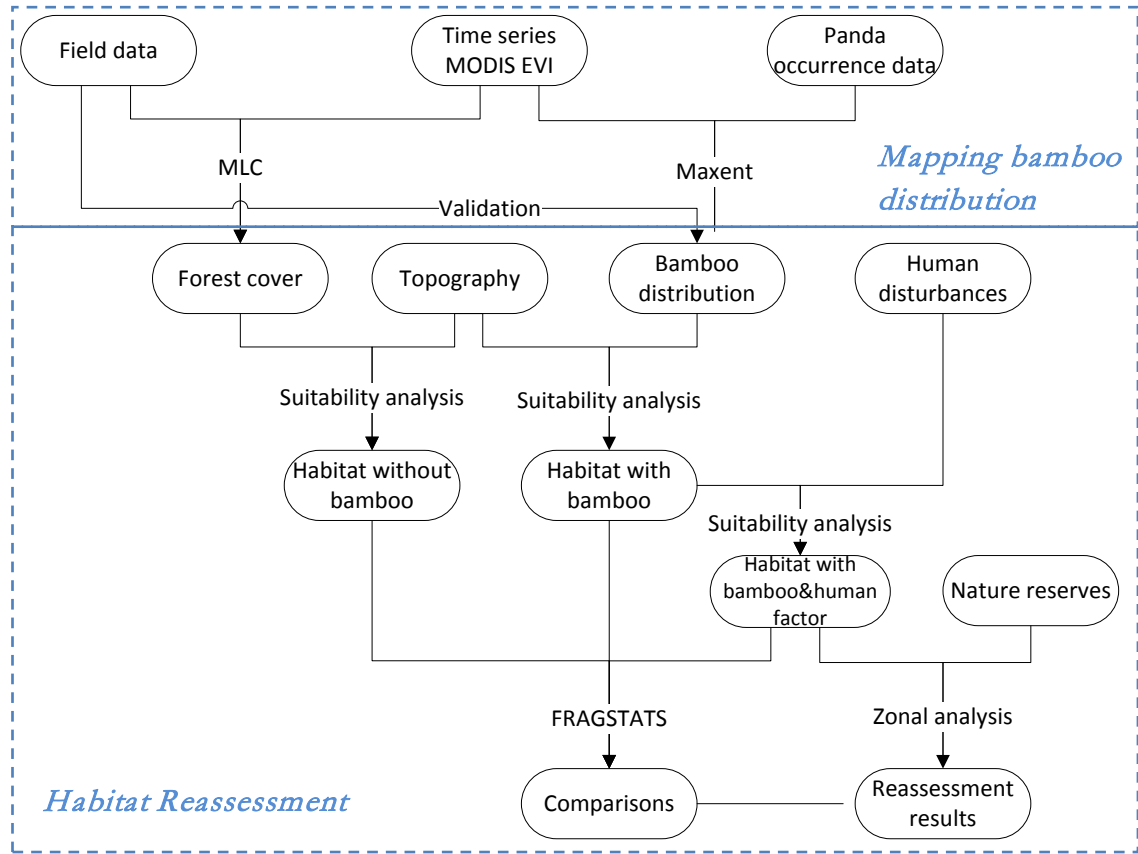 Field data
Time series
MODIS EVI
Panda
occurrence data
MLC
Maxent
Mapping bamboo
distribution
Validation
Forest cover
Topography
Bamboo
distribution
Human
disturbances
Suitability analysis
Suitability analysis
Habitat without
bamboo
Habitat with
bamboo
Suitability analysis
Habitat with
bamboo&human
factor
Nature reserves
FRAGSTATS
Zonal analysis
Habitat Reassessment
Comparisons
Reassessment
results